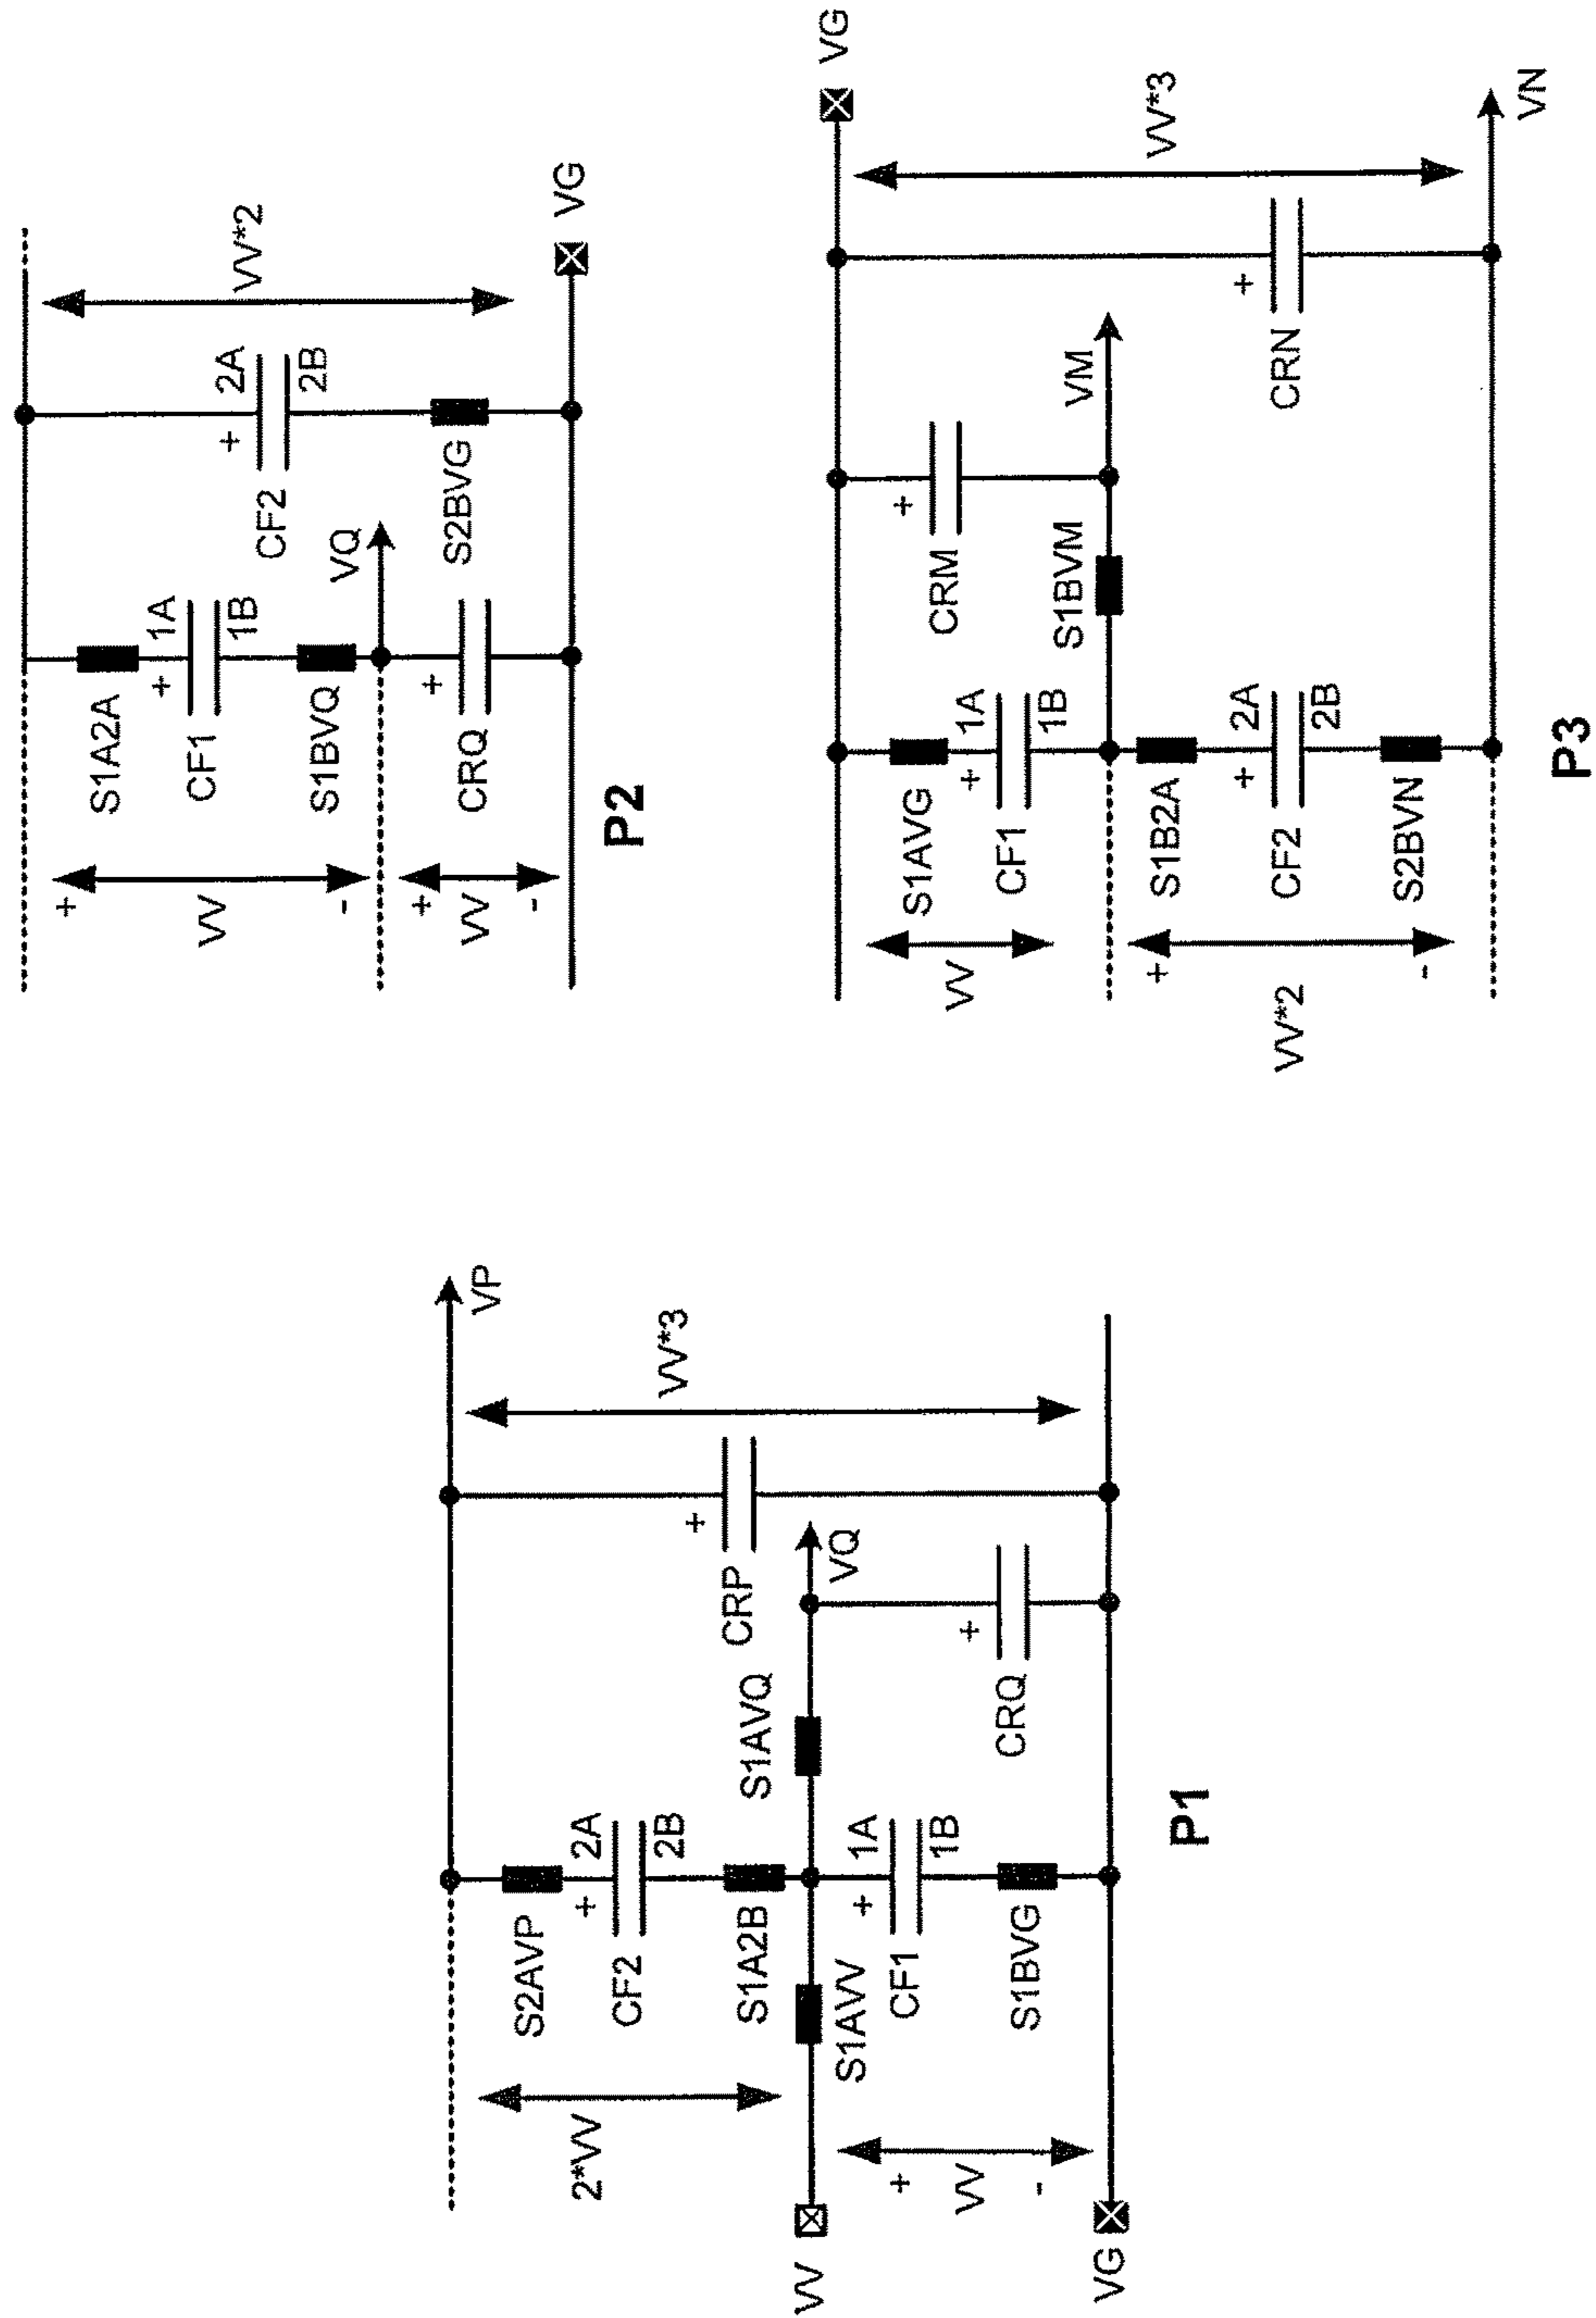 VV*2
VG
2A
2B
CF2
S2BVG
S1A2A
1A
1B
CF1
S1BVQ
VQ
CRQ
+
+
+
+
VV
-
+
VV
-
P2
VG
VV*3
VN
+
CRN
VM
+
CRM
S1BVM
S1AVG
1A
1B
+
CF1
S1B2A
2A
2B
+
CF2
S2BVN
VV
+
VV*2
-
P3
VP
VV*3
+
CRP
VQ
S1AVQ
+
CRQ
S2AVP
2A
2B
+
CF2
S1A2B
1A
1B
+
CF1
S1AVV
S1BVG
2*VV
+
VV
-
VV
VG
P1